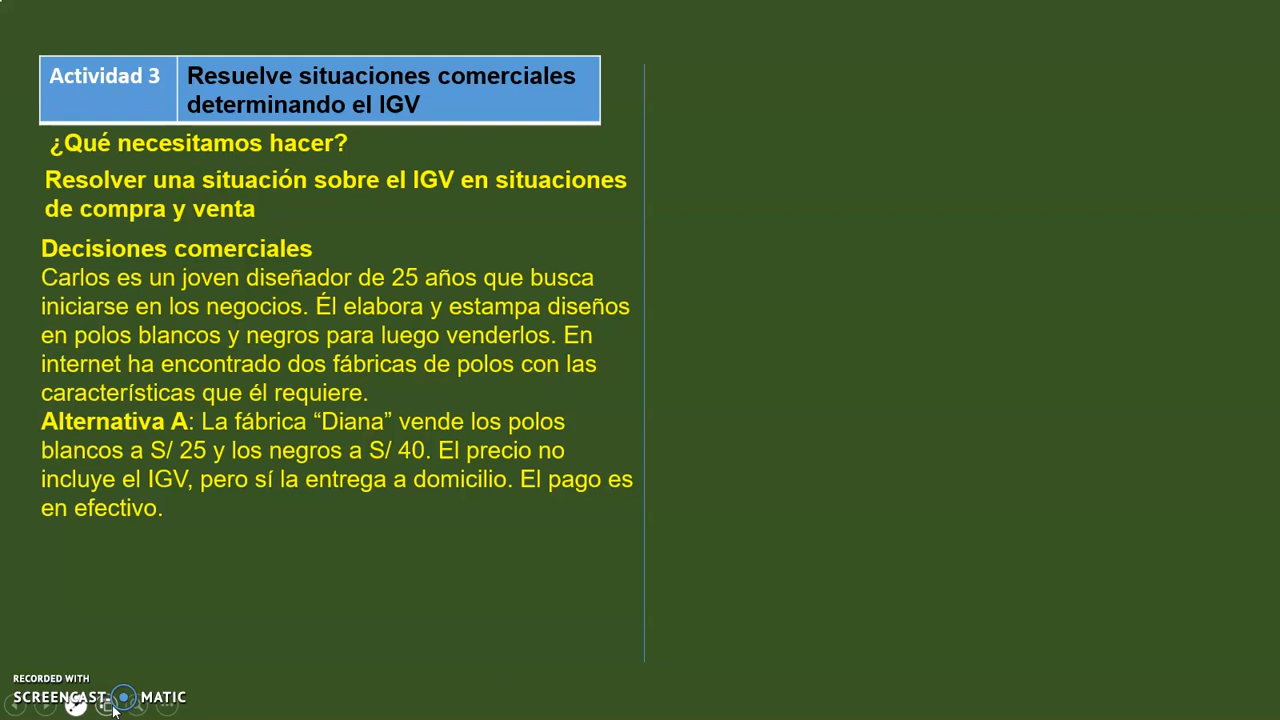 Actividad 3
Resuelve situaciones comerciales
determinando el IGV
¿Qué necesitamos hacer?
Resolver una situación sobre el IGV en situaciones
de compra y venta
Decisiones comerciales
Carlos es un joven diseñador de 25 años que busca
iniciarse en los negocios. Él elabora y estampa diseños
en polos blancos y negros para luego venderlos. En
internet ha encontrado dos fábricas de polos con las
características que él requiere.
Alternativa A: La fábrica “Diana” vende los polos
blancos a S/ 25 y los negros a S/ 40. El precio no
incluye el IGV, pero sí la entrega a domicilio. El pago es
en efectivo.
RECORDED WITH
SCREENCAST MATIC